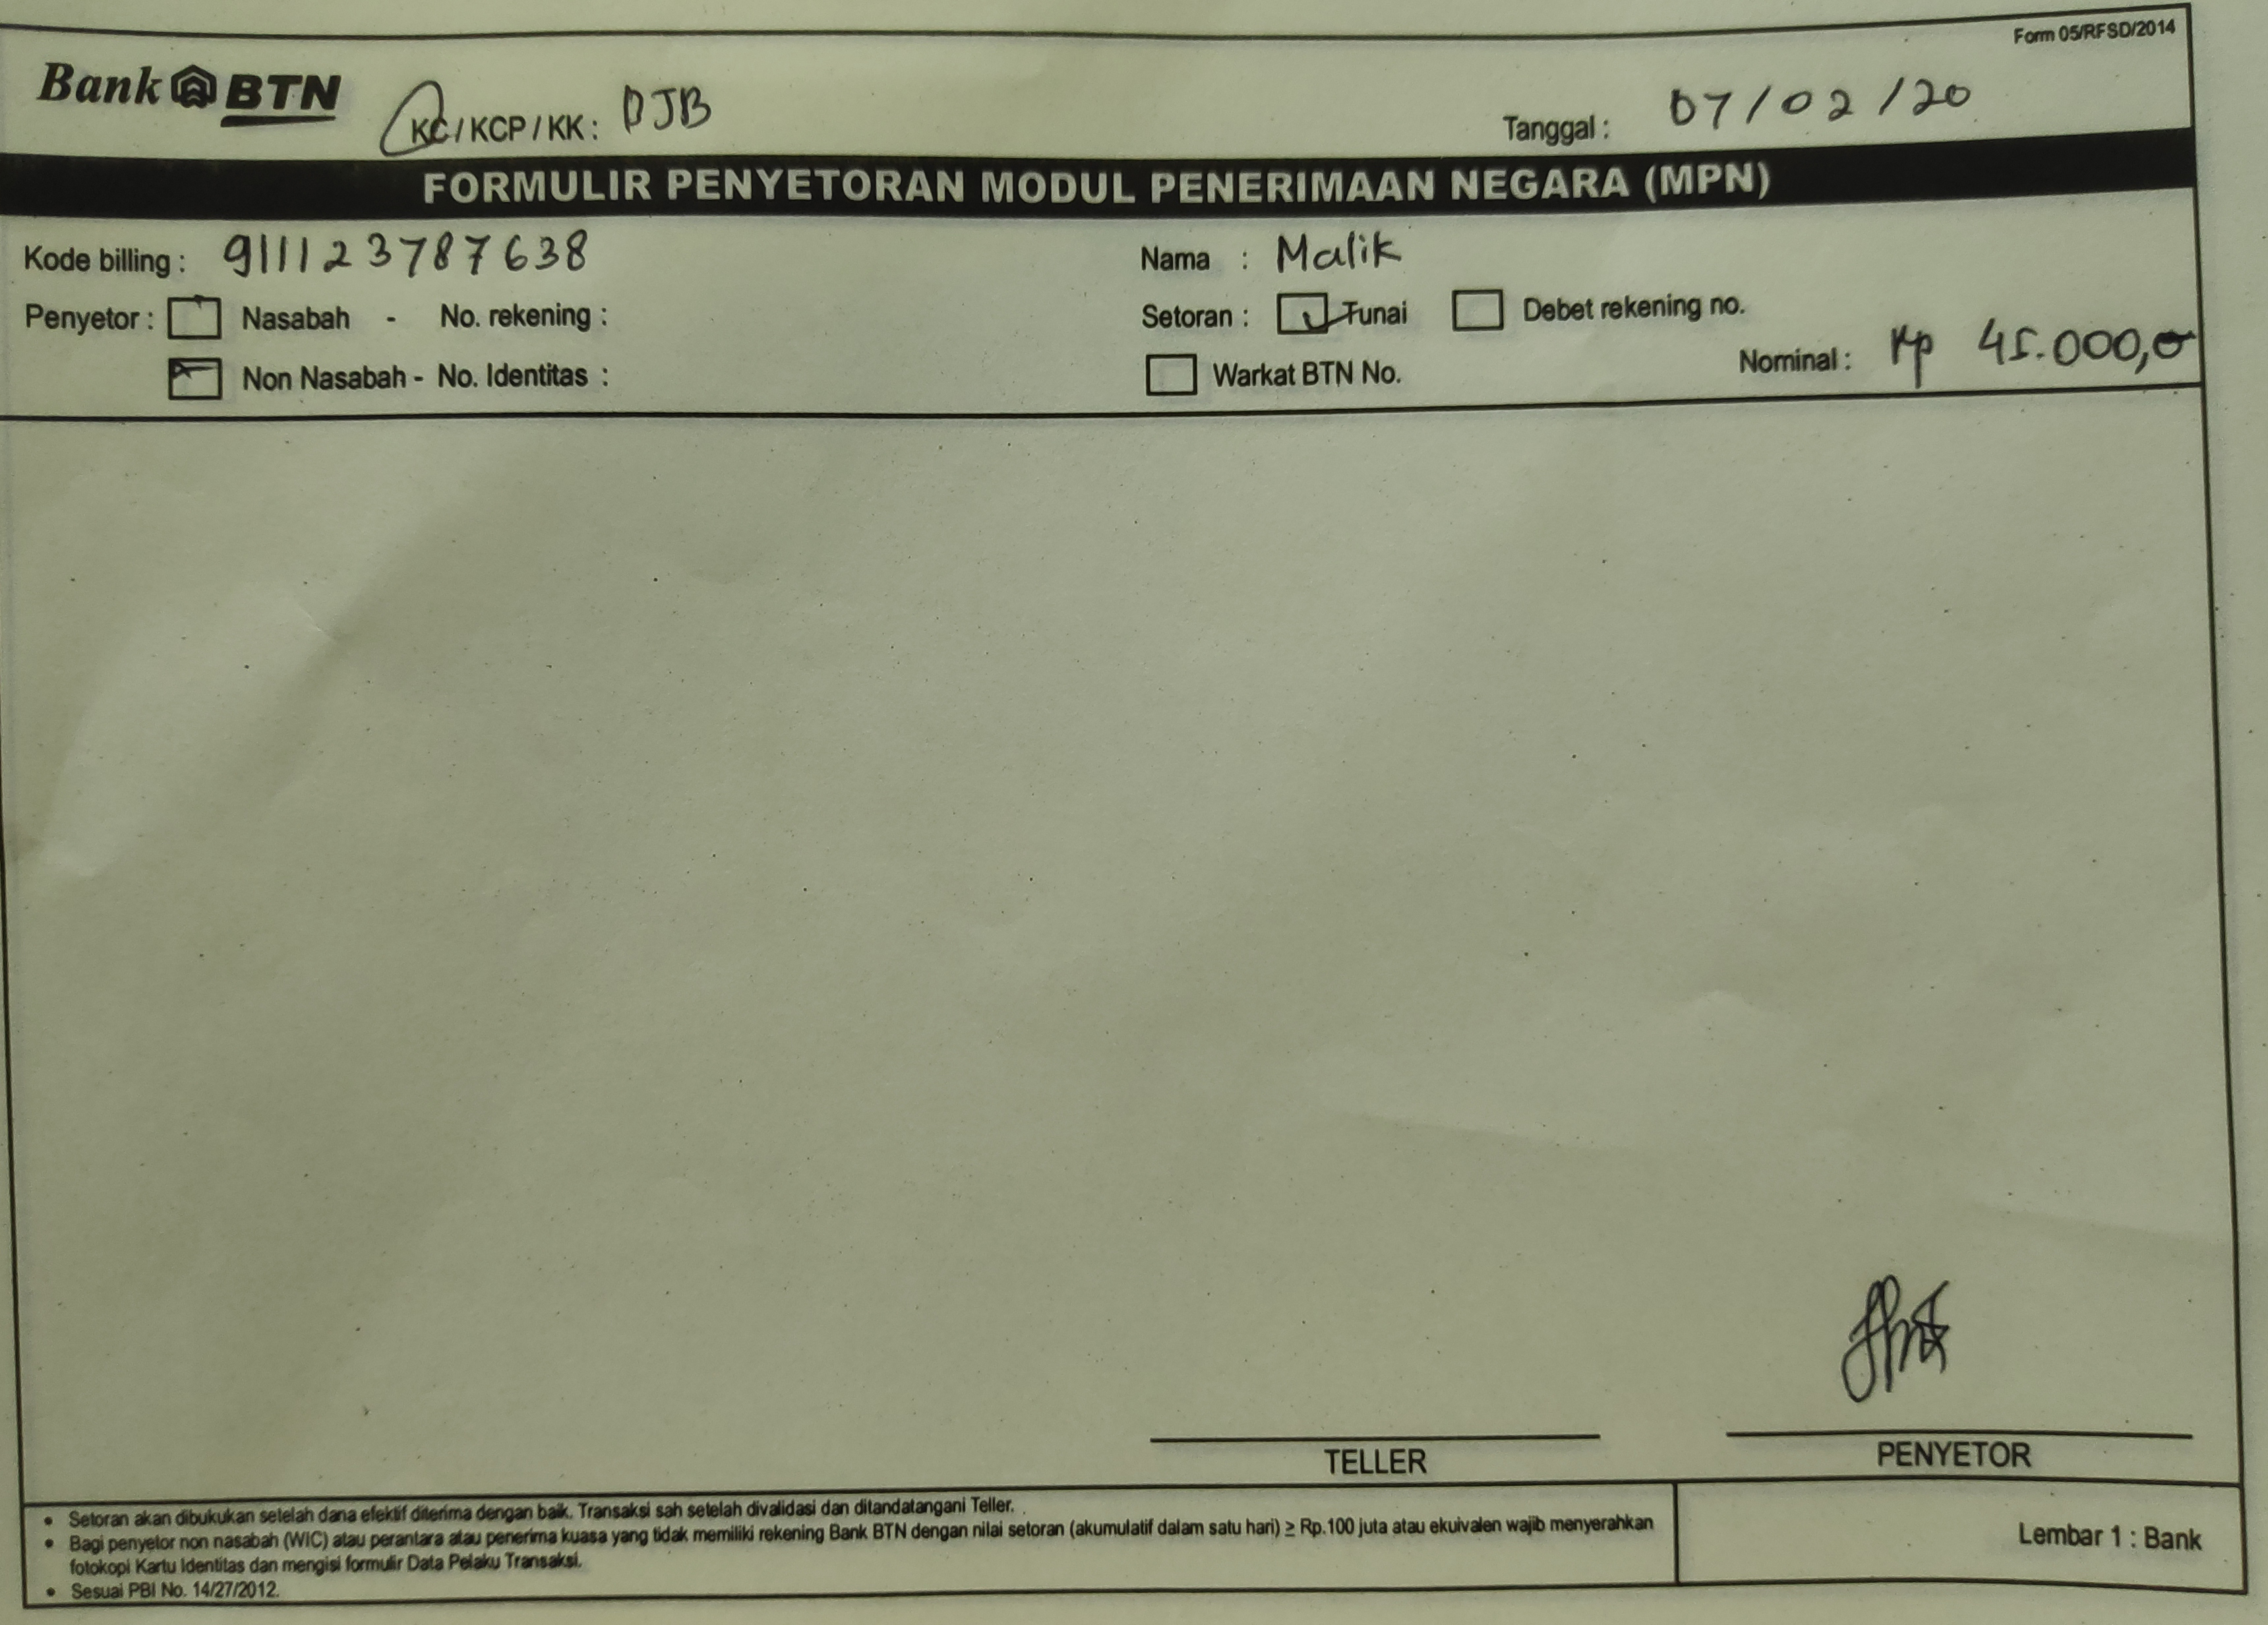 Form 05/RFSD/2014
Bank BTN
KC / KCP / KK : DJB
Tanggal : 07/02/20
FORMULIR PENYETORAN MODUL PENERIMAAN NEGARA (MPN)
Kode billing : 911123787638
Nama : Malik
Penyetor : Nasabah - No. rekening :
Setoran : Tunai Debet rekening no.
Non Nasabah - No. Identitas :
Warkat BTN No.
Nominal : Rp 45.000,0
TELLER
PENYETOR
• Setoran akan dibukukan setelah dana efektif diterima dengan baik. Transaksi sah setelah divalidasi dan ditandatangani Teller.
• Bagi penyetor non nasabah (WIC) atau perantara atau penerima kuasa yang tidak memiliki rekening Bank BTN dengan nilai setoran (akumulatif dalam satu hari) ≥ Rp.100 juta atau ekuivalen wajib menyerahkan
fotokopi Kartu Identitas dan mengisi formulir Data Pelaku Transaksi.
• Sesuai PBI No. 14/27/2012.
Lembar 1 : Bank